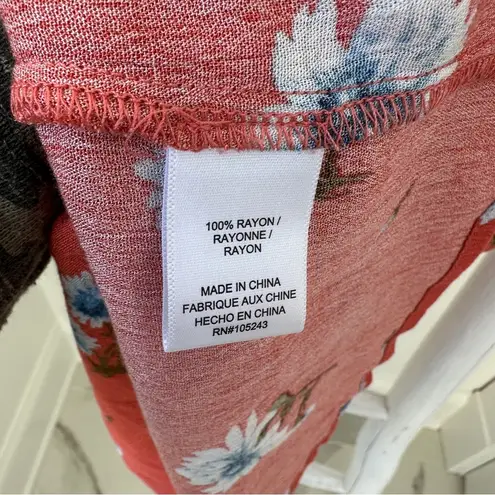 100% RAYON /
RAYONNE /
RAYON
MADE IN CHINA
FABRIQUE AUX CHINE
HECHO EN CHINA
RN#105243